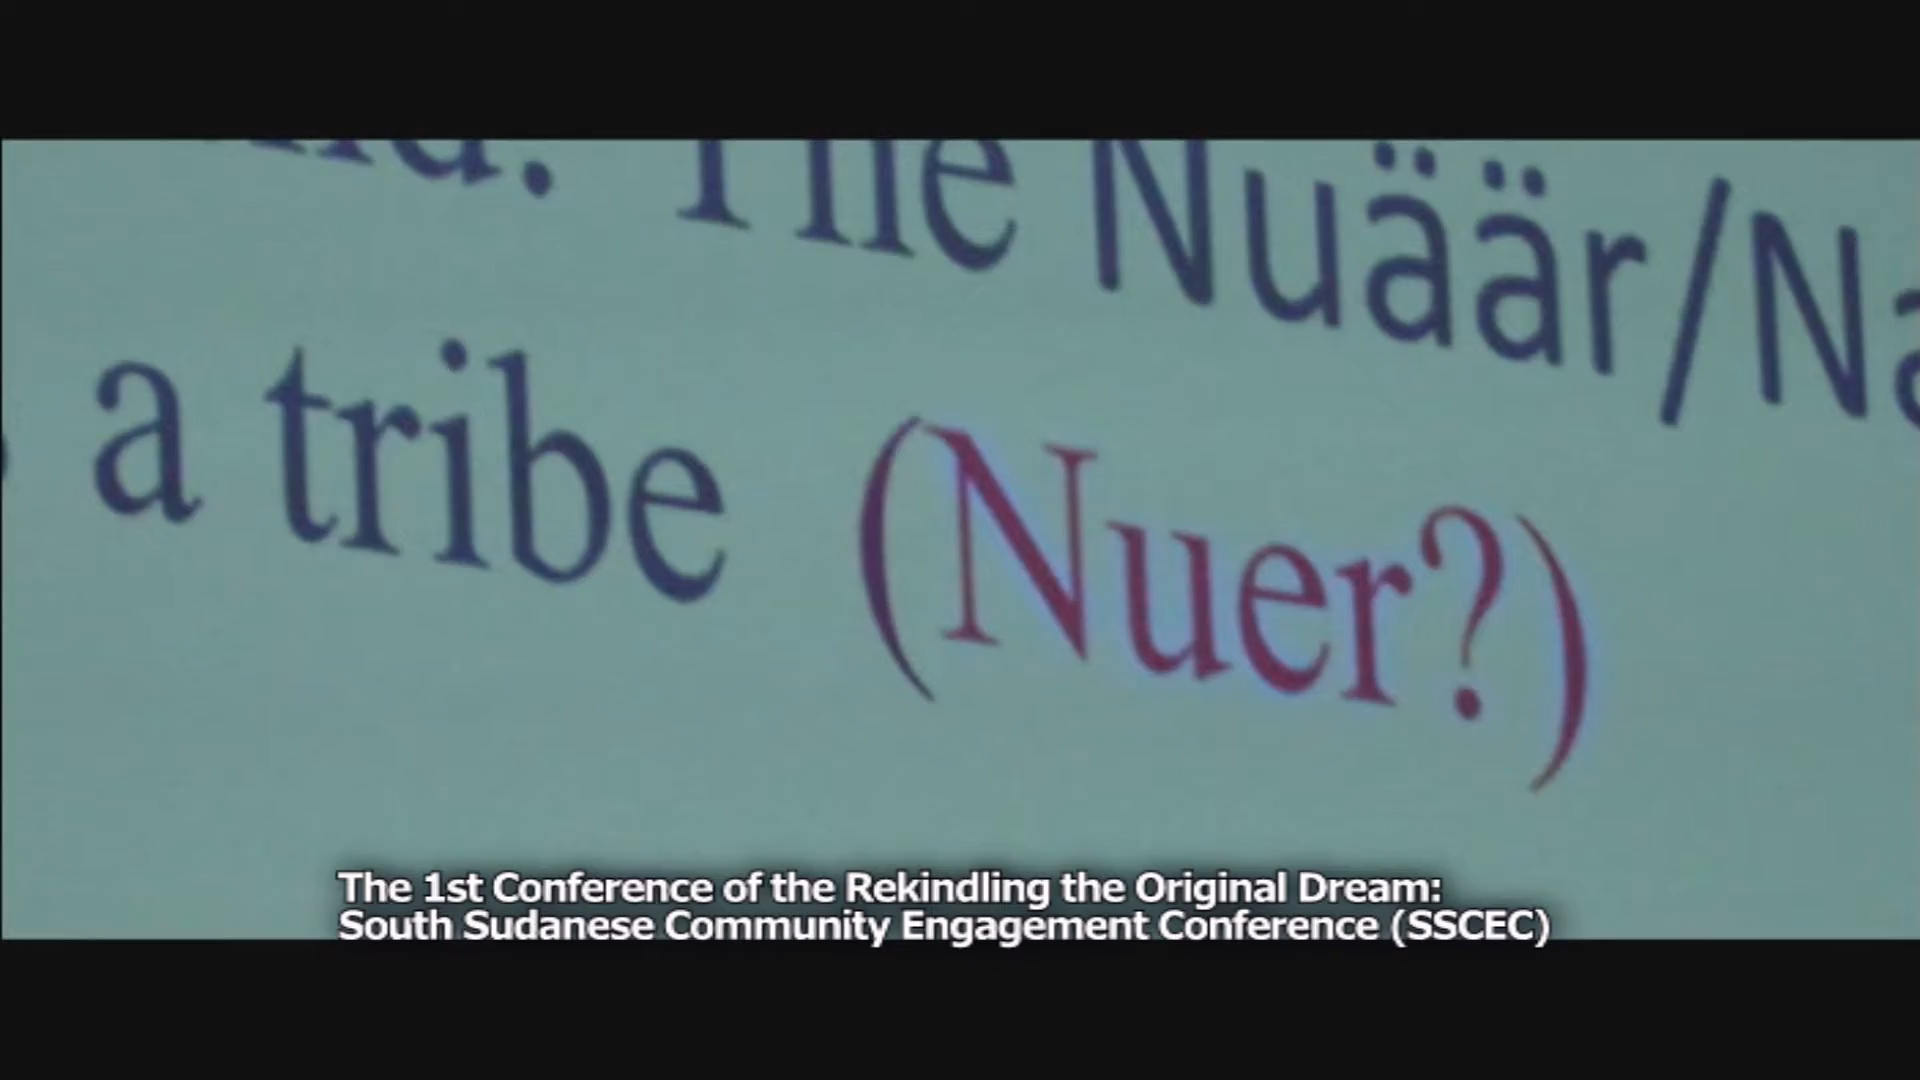 The Nuäär/
a tribe (Nuer?)
The 1st Conference of the Rekindling the Original Dream:
South Sudanese Community Engagement Conference (SSCEC)